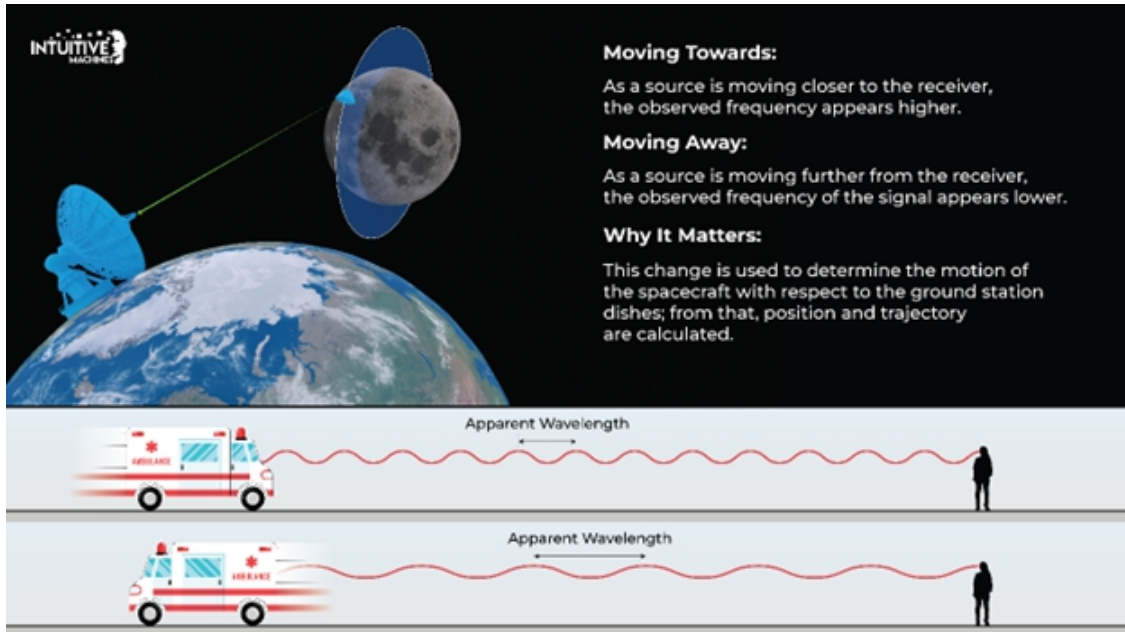 INTUITIVE
MACHINES
Moving Towards:
As a source is moving closer to the receiver,
the observed frequency appears higher.
Moving Away:
As a source is moving further from the receiver,
the observed frequency of the signal appears lower.
Why It Matters:
This change is used to determine the motion of
the spacecraft with respect to the ground station
dishes; from that, position and trajectory
are calculated.
Apparent Wavelength
AMBULANCE
Apparent Wavelength
AMBULANCE